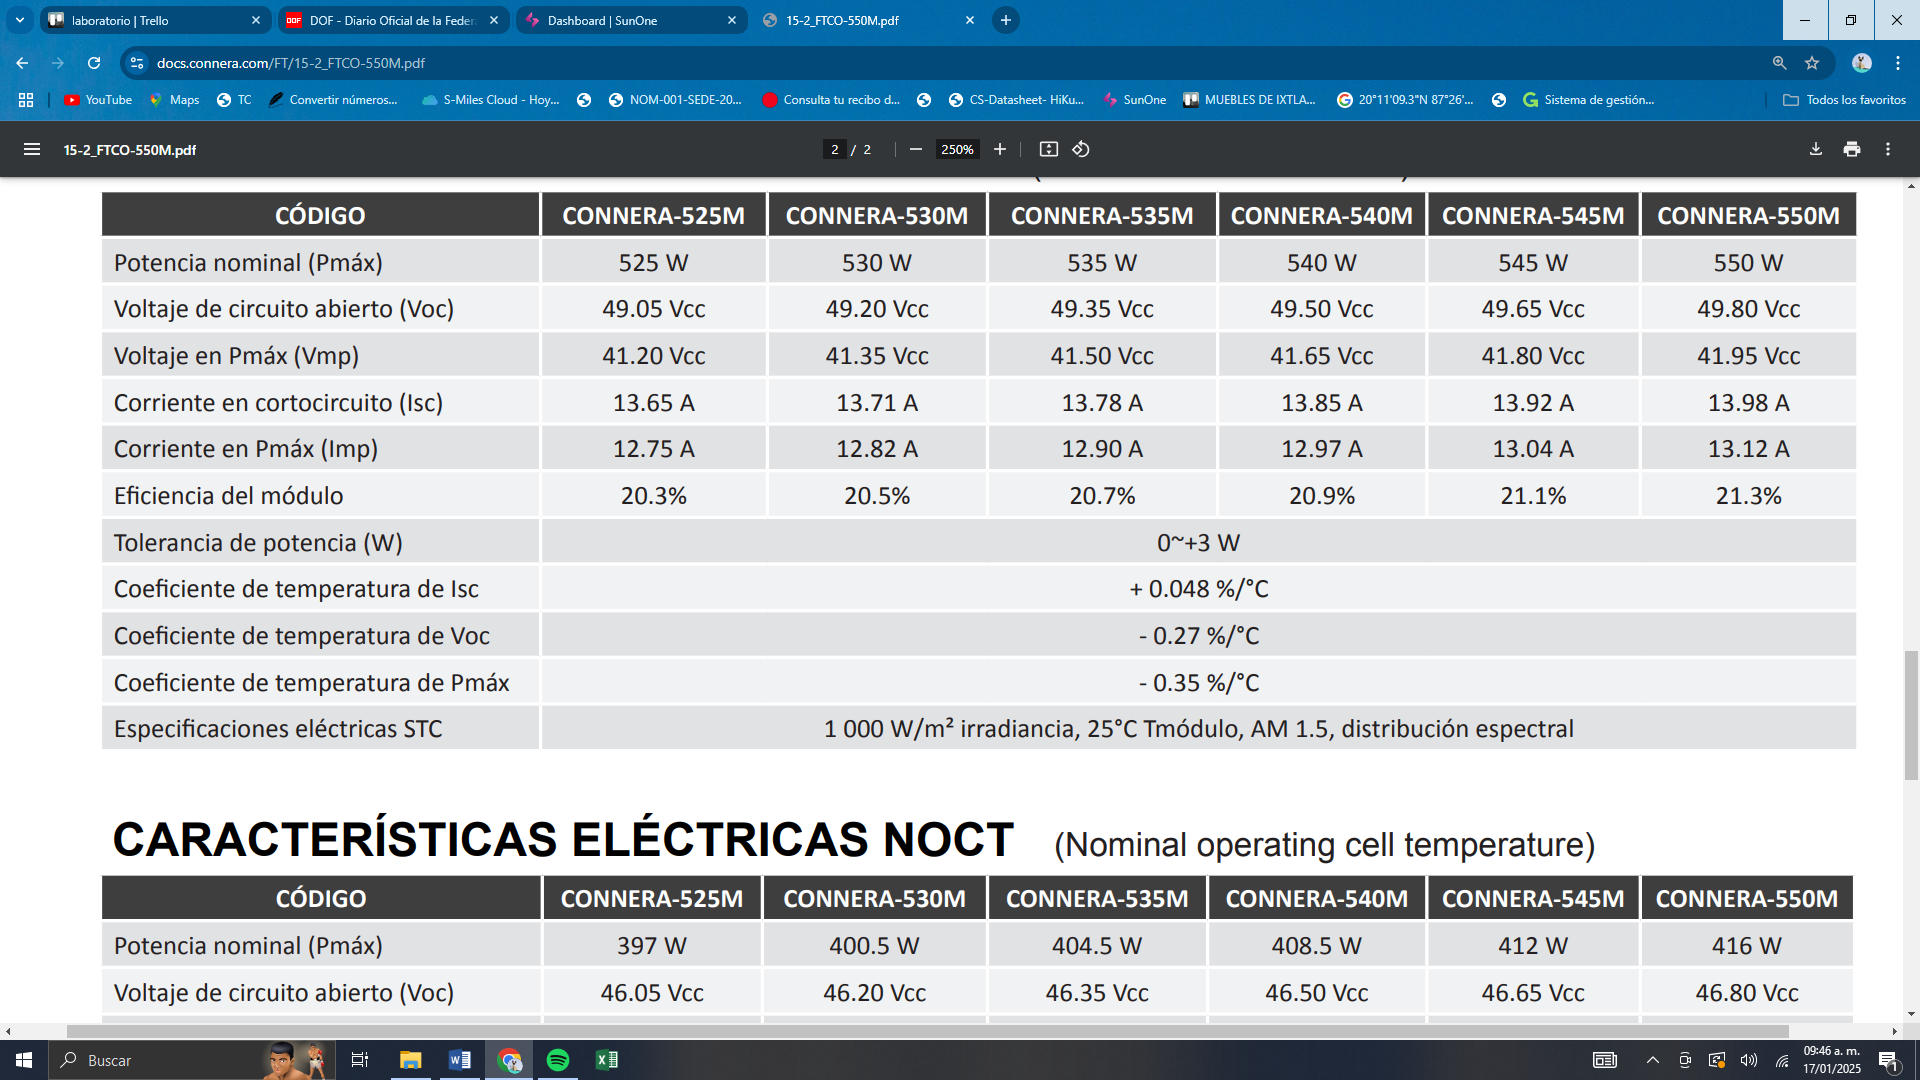 laboratorio | Trello
DOF - Diario Oficial de la Feder
Dashboard | SunOne
15-2_FTCO-550M.pdf
docs.connera.com/FT/15-2_FTCO-550M.pdf
YouTube
Maps
TC
Convertir números...
S-Miles Cloud - Hoy...
NOM-001-SEDE-20...
Consulta tu recibo d...
CS-Datasheet- HiKu...
SunOne
MUEBLES DE IXTLA...
20°11'09.3"N 87°26'...
Sistema de gestión...
Todos los favoritos
15-2_FTCO-550M.pdf
2 / 2
250%
CÓDIGO CONNERA-525M CONNERA-530M CONNERA-535M CONNERA-540M CONNERA-545M CONNERA-550M
Potencia nominal (Pmáx) 525 W 530 W 535 W 540 W 545 W 550 W
Voltaje de circuito abierto (Voc) 49.05 Vcc 49.20 Vcc 49.35 Vcc 49.50 Vcc 49.65 Vcc 49.80 Vcc
Voltaje en Pmáx (Vmp) 41.20 Vcc 41.35 Vcc 41.50 Vcc 41.65 Vcc 41.80 Vcc 41.95 Vcc
Corriente en cortocircuito (Isc) 13.65 A 13.71 A 13.78 A 13.85 A 13.92 A 13.98 A
Corriente en Pmáx (Imp) 12.75 A 12.82 A 12.90 A 12.97 A 13.04 A 13.12 A
Eficiencia del módulo 20.3% 20.5% 20.7% 20.9% 21.1% 21.3%
Tolerancia de potencia (W) 0~+3 W
Coeficiente de temperatura de Isc + 0.048 %/°C
Coeficiente de temperatura de Voc - 0.27 %/°C
Coeficiente de temperatura de Pmáx - 0.35 %/°C
Especificaciones eléctricas STC 1 000 W/m² irradiancia, 25°C Tmódulo, AM 1.5, distribución espectral
CARACTERÍSTICAS ELÉCTRICAS NOCT (Nominal operating cell temperature)
CÓDIGO CONNERA-525M CONNERA-530M CONNERA-535M CONNERA-540M CONNERA-545M CONNERA-550M
Potencia nominal (Pmáx) 397 W 400.5 W 404.5 W 408.5 W 412 W 416 W
Voltaje de circuito abierto (Voc) 46.05 Vcc 46.20 Vcc 46.35 Vcc 46.50 Vcc 46.65 Vcc 46.80 Vcc
Buscar
09:46 a. m.
17/01/2025
1